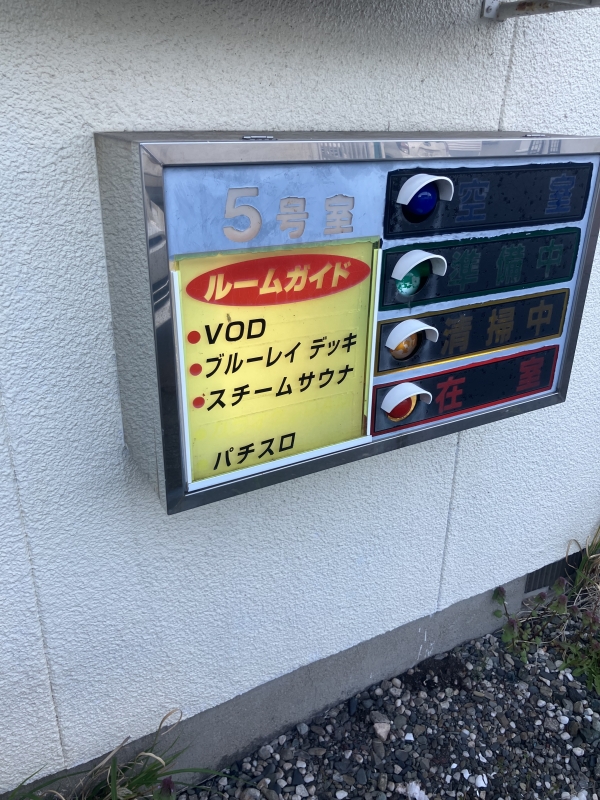 5号室
ルームガイド
●VOD
●ブルーレイ デッキ
●スチームサウナ
パチスロ
空室
準備中
清掃中
在室